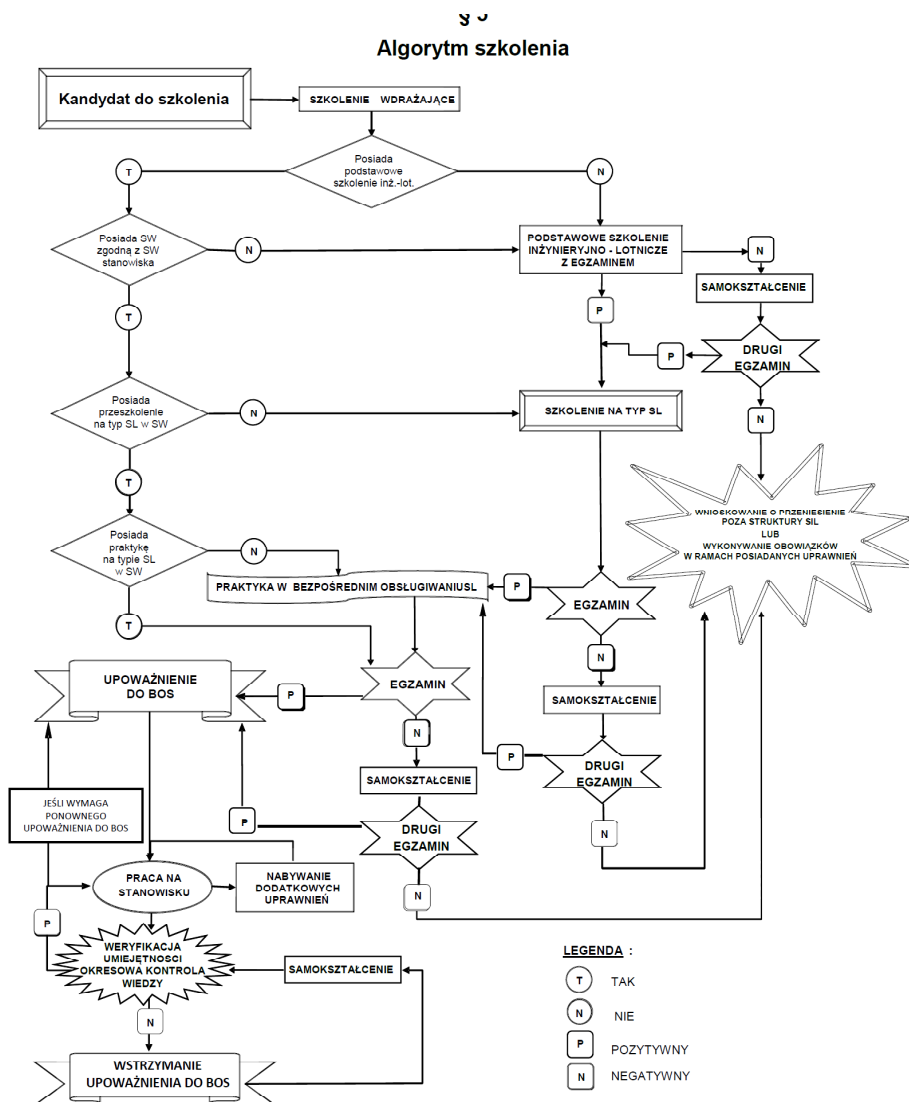 § 5
Algorytm szkolenia
Kandydat do szkolenia
SZKOLENIE WDRAŻAJĄCE
Posiada
podstawowe
szkolenie inż.-lot.
T
N
Posiada SW
zgodną z SW
stanowiska
N
PODSTAWOWE SZKOLENIE
INŻYNIERYJNO - LOTNICZE
Z EGZAMINEM
N
SAMOKSZTAŁCENIE
T
P
DRUGI
EGZAMIN
P
N
Posiada
przeszkolenie
na typ SL w SW
N
SZKOLENIE NA TYP SL
T
WNIOSKOWANIE O PRZENIESIENIE
POZA STRUKTURY SIL
LUB
WYKONYWANIE OBOWIĄZKÓW
W RAMACH POSIADANYCH UPRAWNIEŃ
Posiada
praktykę
na typie SL
w SW
N
PRAKTYKA W BEZPOŚREDNIM OBSŁUGIWANIUSL
P
EGZAMIN
T
N
UPOWAŻNIENIE
DO BOS
P
EGZAMIN
SAMOKSZTAŁCENIE
N
P
DRUGI
EGZAMIN
SAMOKSZTAŁCENIE
JEŚLI WYMAGA
PONOWNEGO
UPOWAŻNIENIA DO BOS
P
DRUGI
EGZAMIN
N
PRACA NA
STANOWISKU
NABYWANIE
DODATKOWYCH
UPRAWNIEŃ
N
P
WERYFIKACJA
UMIEJĘTNOŚCI
OKRESOWA KONTROLA
WIEDZY
SAMOKSZTAŁCENIE
N
WSTRZYMANIE
UPOWAŻNIENIA DO BOS
LEGENDA :
T TAK
N NIE
P POZYTYWNY
N NEGATYWNY